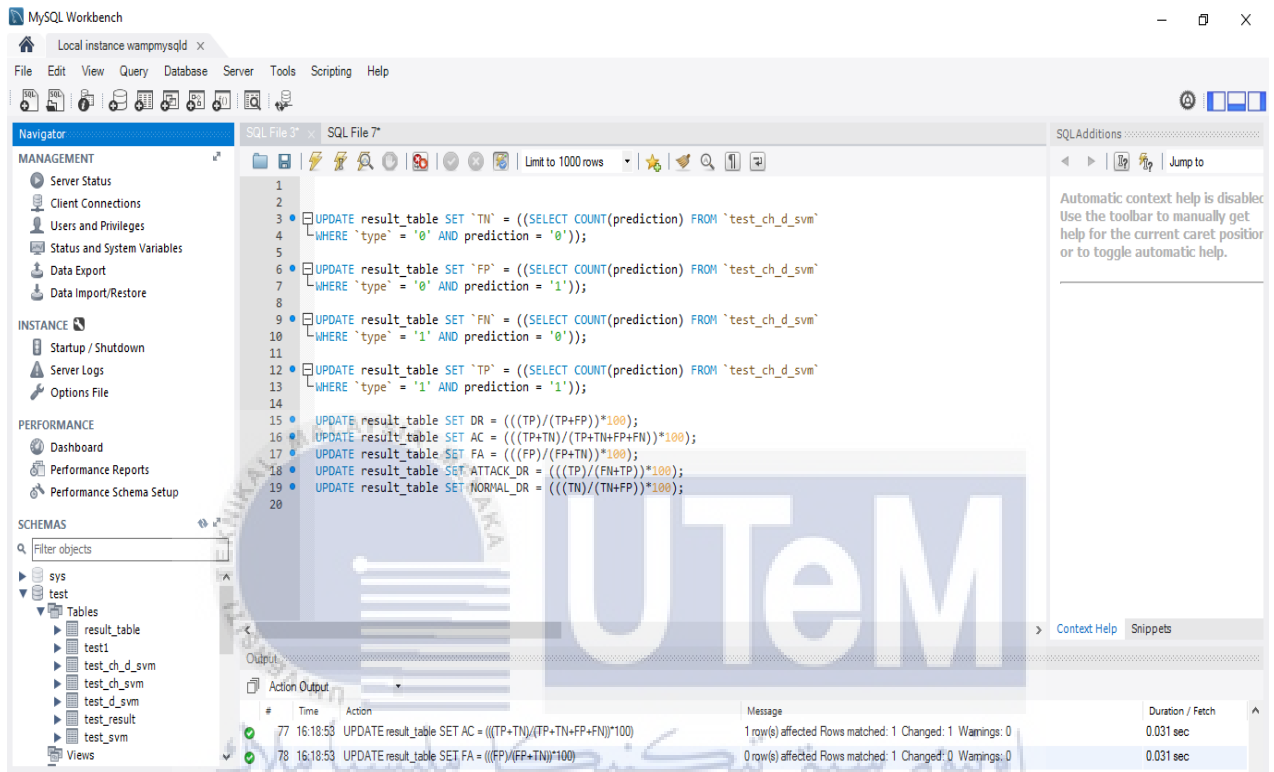 MySQL Workbench
Local instance wampmysqld
File Edit View Query Database Server Tools Scripting Help
Navigator
MANAGEMENT
Server Status
Client Connections
Users and Privileges
Status and System Variables
Data Export
Data Import/Restore
INSTANCE
Startup / Shutdown
Server Logs
Options File
PERFORMANCE
Dashboard
Performance Reports
Performance Schema Setup
SCHEMAS
Filter objects
sys
test
Tables
result_table
test1
test_ch_d_svm
test_ch_svm
test_d_svm
test_result
test_svm
Views
SQL File 3* SQL File 7*
Limit to 1000 rows
1
2
3 UPDATE result_table SET `TN` = ((SELECT COUNT(prediction) FROM `test_ch_d_svm`
4 WHERE `type` = '0' AND prediction = '0'));
5
6 UPDATE result_table SET `FP` = ((SELECT COUNT(prediction) FROM `test_ch_d_svm`
7 WHERE `type` = '0' AND prediction = '1'));
8
9 UPDATE result_table SET `FN` = ((SELECT COUNT(prediction) FROM `test_ch_d_svm`
10 WHERE `type` = '1' AND prediction = '0'));
11
12 UPDATE result_table SET `TP` = ((SELECT COUNT(prediction) FROM `test_ch_d_svm`
13 WHERE `type` = '1' AND prediction = '1'));
14
15 UPDATE result_table SET DR = (((TP)/(TP+FP))*100);
16 UPDATE result_table SET AC = (((TP+TN)/(TP+TN+FP+FN))*100);
17 UPDATE result_table SET FA = (((FP)/(FP+TN))*100);
18 UPDATE result_table SET ATTACK_DR = (((TP)/(FN+TP))*100);
19 UPDATE result_table SET NORMAL_DR = (((TN)/(TN+FP))*100);
20
UTeM
SQLAdditions
Jump to
Automatic context help is disabled
Use the toolbar to manually get
help for the current caret position
or to toggle automatic help.
Context Help Snippets
Output
Action Output
# Time Action Message Duration / Fetch
77 16:18:53 UPDATE result_table SET AC = (((TP+TN)/(TP+TN+FP+FN))*100) 1 row(s) affected Rows matched: 1 Changed: 1 Warnings: 0 0.031 sec
78 16:18:53 UPDATE result_table SET FA = (((FP)/(FP+TN))*100) 0 row(s) affected Rows matched: 1 Changed: 0 Warnings: 0 0.031 sec